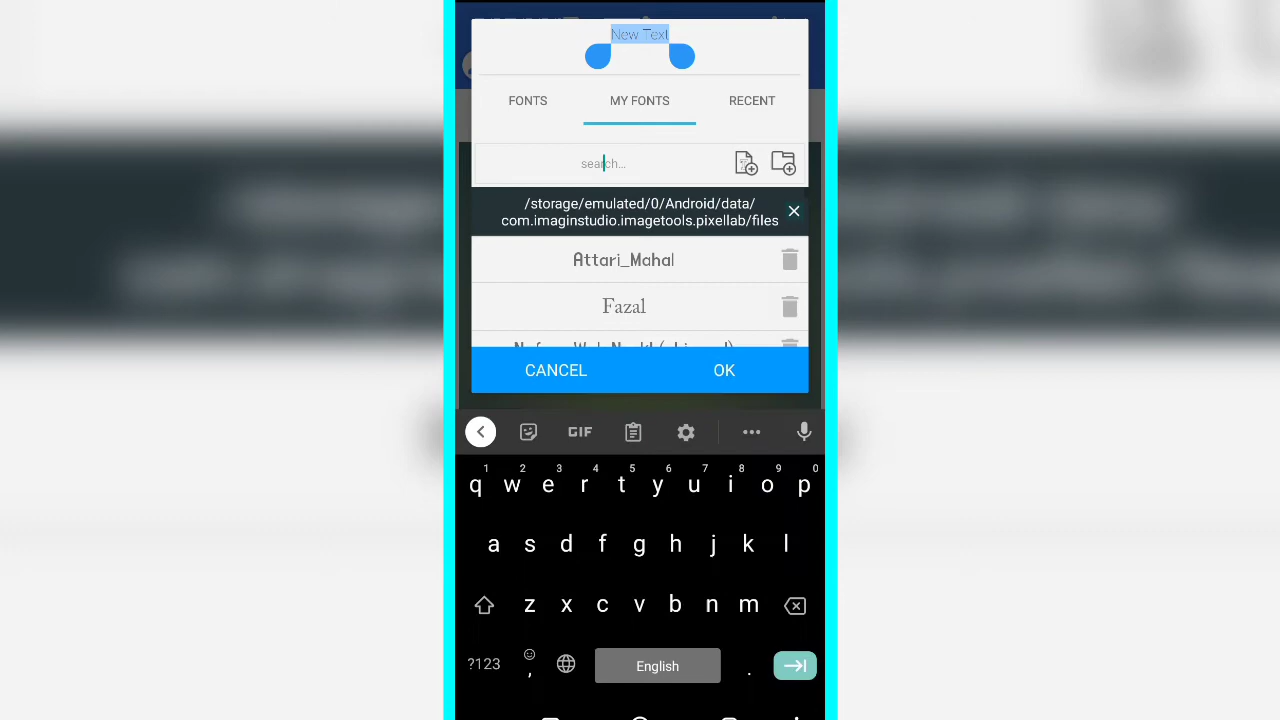 New Text
FONTS MY FONTS RECENT
search...
/storage/emulated/0/Android/data/
com.imaginstudio.imagetools.pixellab/files
Attari_Mahal
Fazal
CANCEL OK
GIF
1 2 3 4 5 6 7 8 9 0
q w e r t y u i o p
a s d f g h j k l
z x c v b n m
?123 , English .